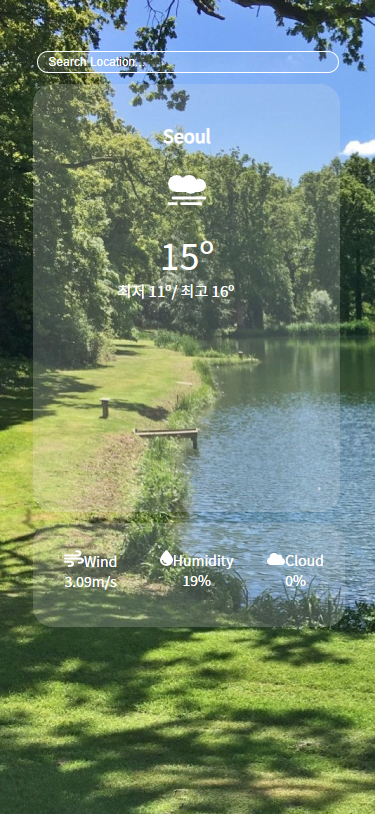 Search Location...
Seoul
15º
최저 11º/ 최고 16º
Wind Humidity Cloud
3.09m/s 19% 0%